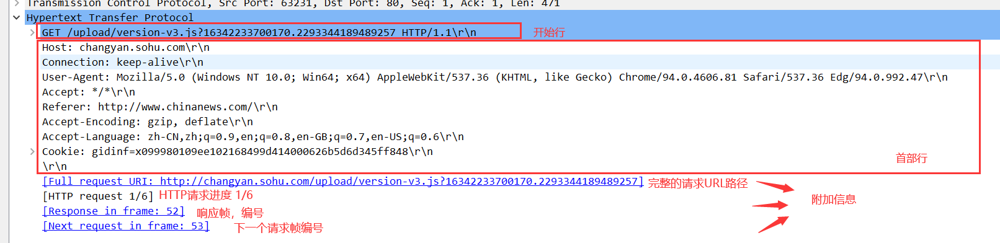 Transmission Control Protocol, Src Port: 63231, Dst Port: 80, Seq: 1, Ack: 1, Len: 471
Hypertext Transfer Protocol
GET /upload/version-v3.js?16342233700170.2293344189489257 HTTP/1.1\r\n 开始行
Host: changyan.sohu.com\r\n
Connection: keep-alive\r\n
User-Agent: Mozilla/5.0 (Windows NT 10.0; Win64; x64) AppleWebKit/537.36 (KHTML, like Gecko) Chrome/94.0.4606.81 Safari/537.36 Edg/94.0.992.47\r\n
Accept: */*\r\n
Referer: http://www.chinanews.com/\r\n
Accept-Encoding: gzip, deflate\r\n
Accept-Language: zh-CN,zh;q=0.9,en;q=0.8,en-GB;q=0.7,en-US;q=0.6\r\n
Cookie: gidinf=x099980109ee102168499d414000626b5d6d345ff848\r\n
首部行
\r\n
[Full request URI: http://changyan.sohu.com/upload/version-v3.js?16342233700170.2293344189489257] 完整的请求URL路径
[HTTP request 1/6] HTTP请求进度 1/6
附加信息
[Response in frame: 52] 响应帧，编号
[Next request in frame: 53] 下一个请求帧编号